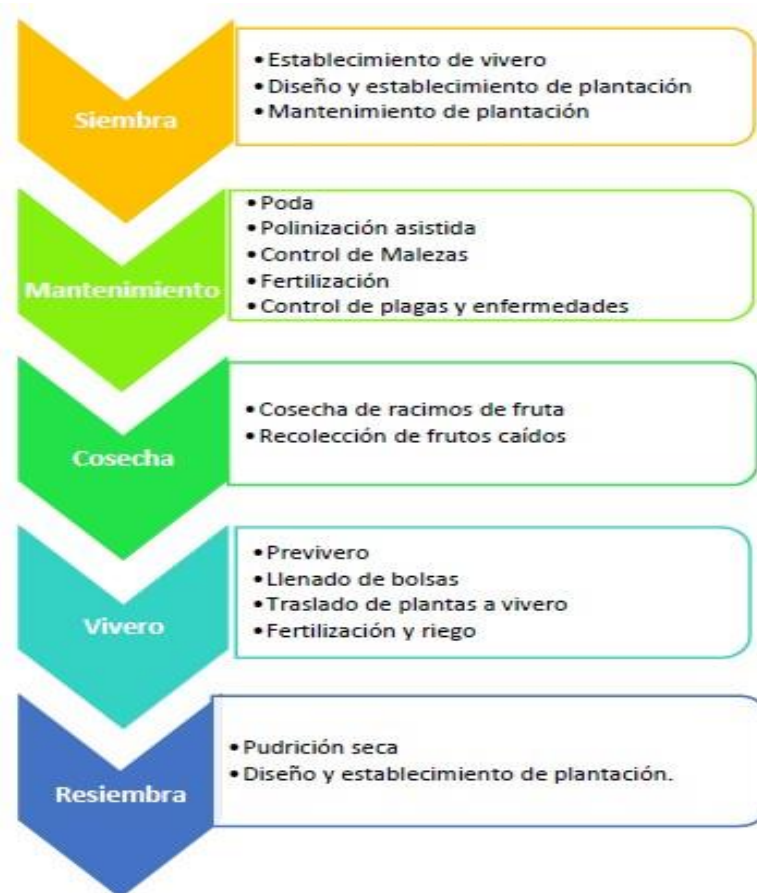 Siembra
• Establecimiento de vivero
• Diseño y establecimiento de plantación
• Mantenimiento de plantación
Mantenimiento
• Poda
• Polinización asistida
• Control de Malezas
• Fertilización
• Control de plagas y enfermedades
Cosecha
• Cosecha de racimos de fruta
• Recolección de frutos caídos
Vivero
• Previvero
• Llenado de bolsas
• Traslado de plantas a vivero
• Fertilización y riego
Resiembra
• Pudrición seca
• Diseño y establecimiento de plantación.